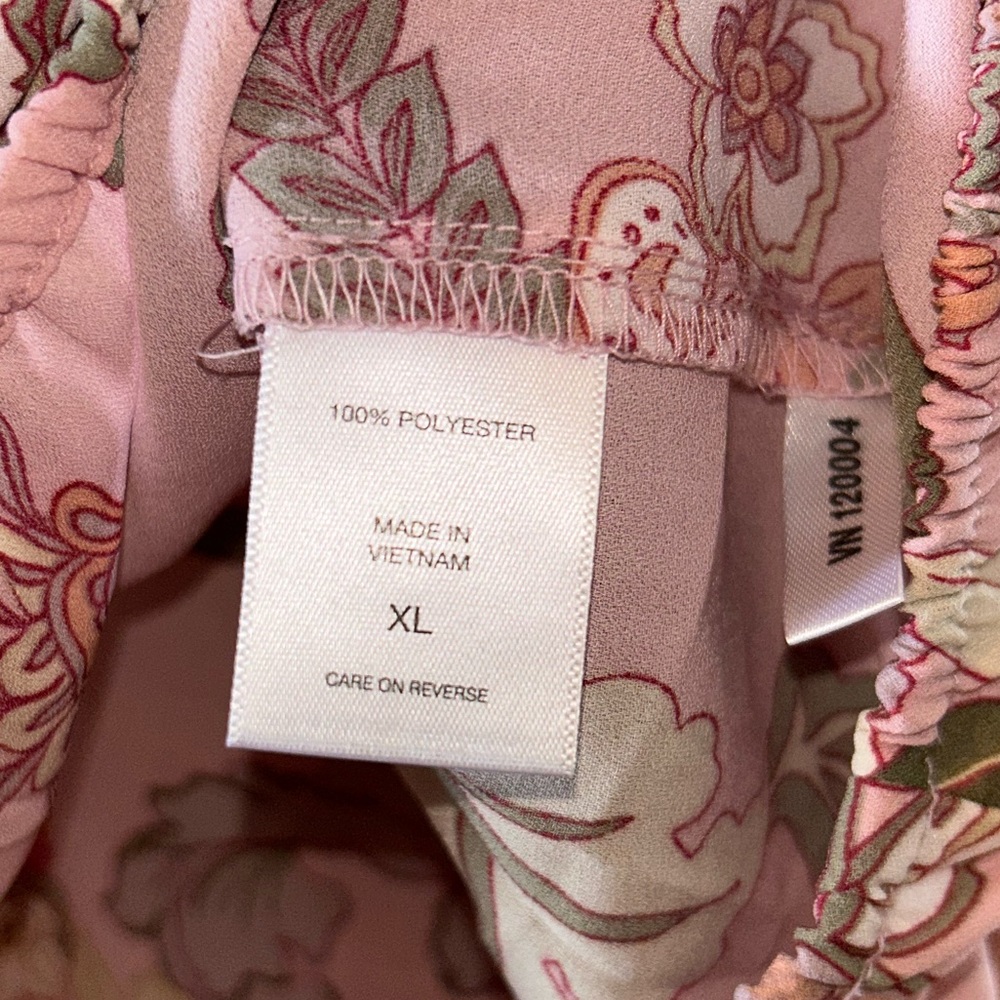 100% POLYESTER
MADE IN
VIETNAM
XL
CARE ON REVERSE
VN 120004